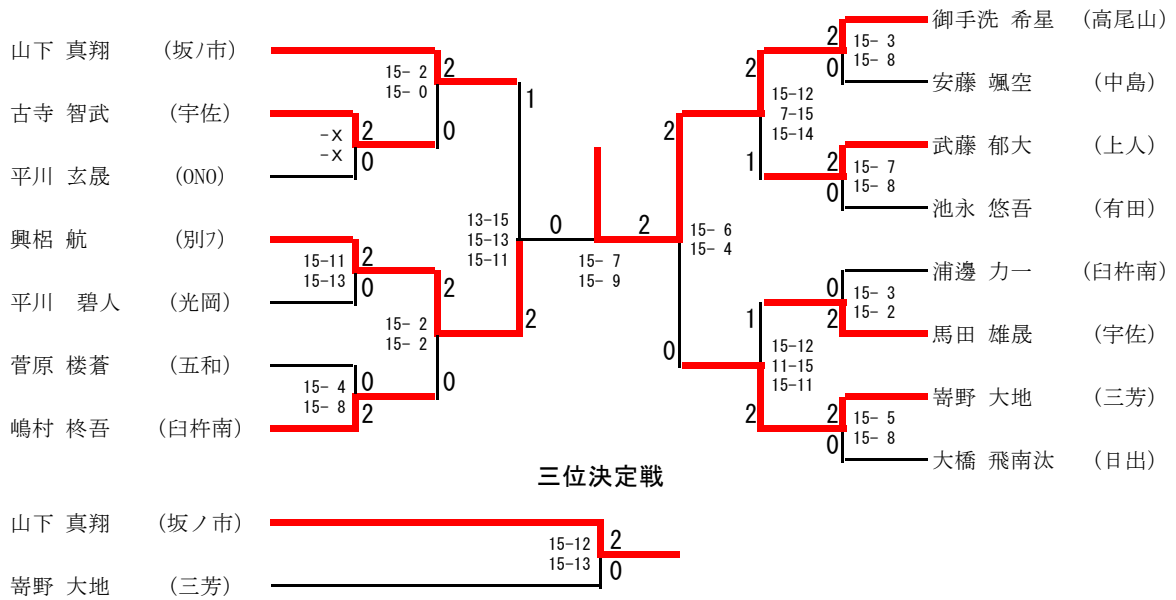 山下 真翔 (坂ノ市)
2
15- 2
15- 0
古寺 智武 (宇佐)
-X 2
-X 0
0
平川 玄晟 (ONO)
1
興梠 航 (別フ)
15-11 2
15-13 0
平川 碧人 (光岡)
2
15- 2
15- 2
0
菅原 楼蒼 (五和)
15- 4 0
15- 8 2
嶋村 柊吾 (臼杵南)
13-15
15-13
15-11
2
0
2
15- 7
15- 9
御手洗 希星 (高尾山)
2 15- 3
0 15- 8
安藤 颯空 (中島)
2
15-12
7-15
15-14
1
武藤 郁大 (上人)
2 15- 7
0 15- 8
池永 悠吾 (有田)
2
15- 6
15- 4
0
浦邊 力一 (臼杵南)
0 15- 3
2 15- 2
馬田 雄晟 (宇佐)
1
15-12
11-15
15-11
2
嵜野 大地 (三芳)
2 15- 5
0 15- 8
大橋 飛南汰 (日出)
三位決定戦
山下 真翔 (坂ノ市)
15-12 2
15-13 0
嵜野 大地 (三芳)